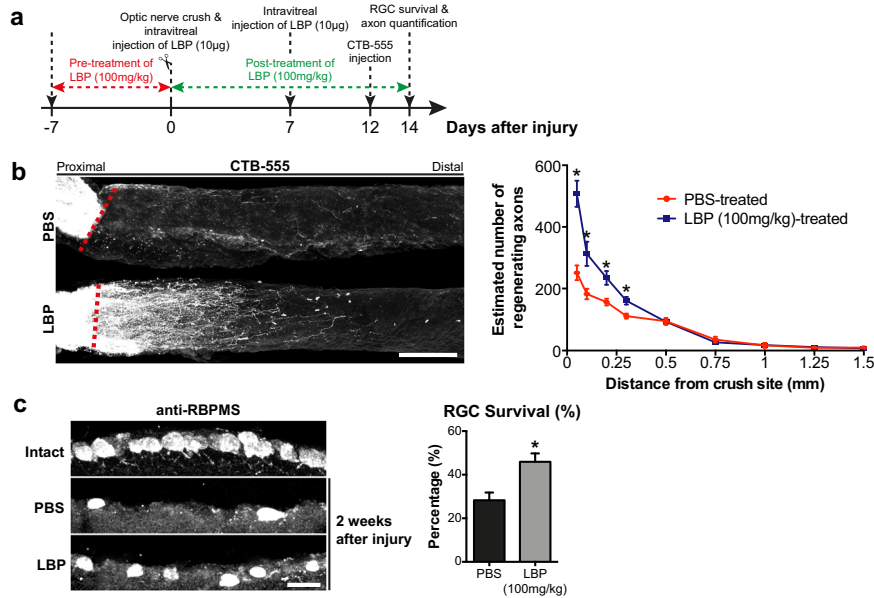 a
Optic nerve crush &
intravitreal
injection of LBP (10µg)
Intravitreal
injection of LBP (10µg)
RGC survival &
axon quantification
CTB-555
injection
Pre-treatment of
LBP (100mg/kg)
Post-treatment of
LBP (100mg/kg)
-7
0
7
12
14
Days after injury
b
Proximal
CTB-555
Distal
PBS
LBP
Estimated number of
regenerating axons
600
400
200
0
*
*
*
*
PBS-treated
LBP (100mg/kg)-treated
0
0.25
0.5
0.75
1
1.25
1.5
Distance from crush site (mm)
c
anti-RBPMS
Intact
PBS
LBP
2 weeks
after injury
RGC Survival (%)
Percentage (%)
60
40
20
0
*
PBS
LBP
(100mg/kg)